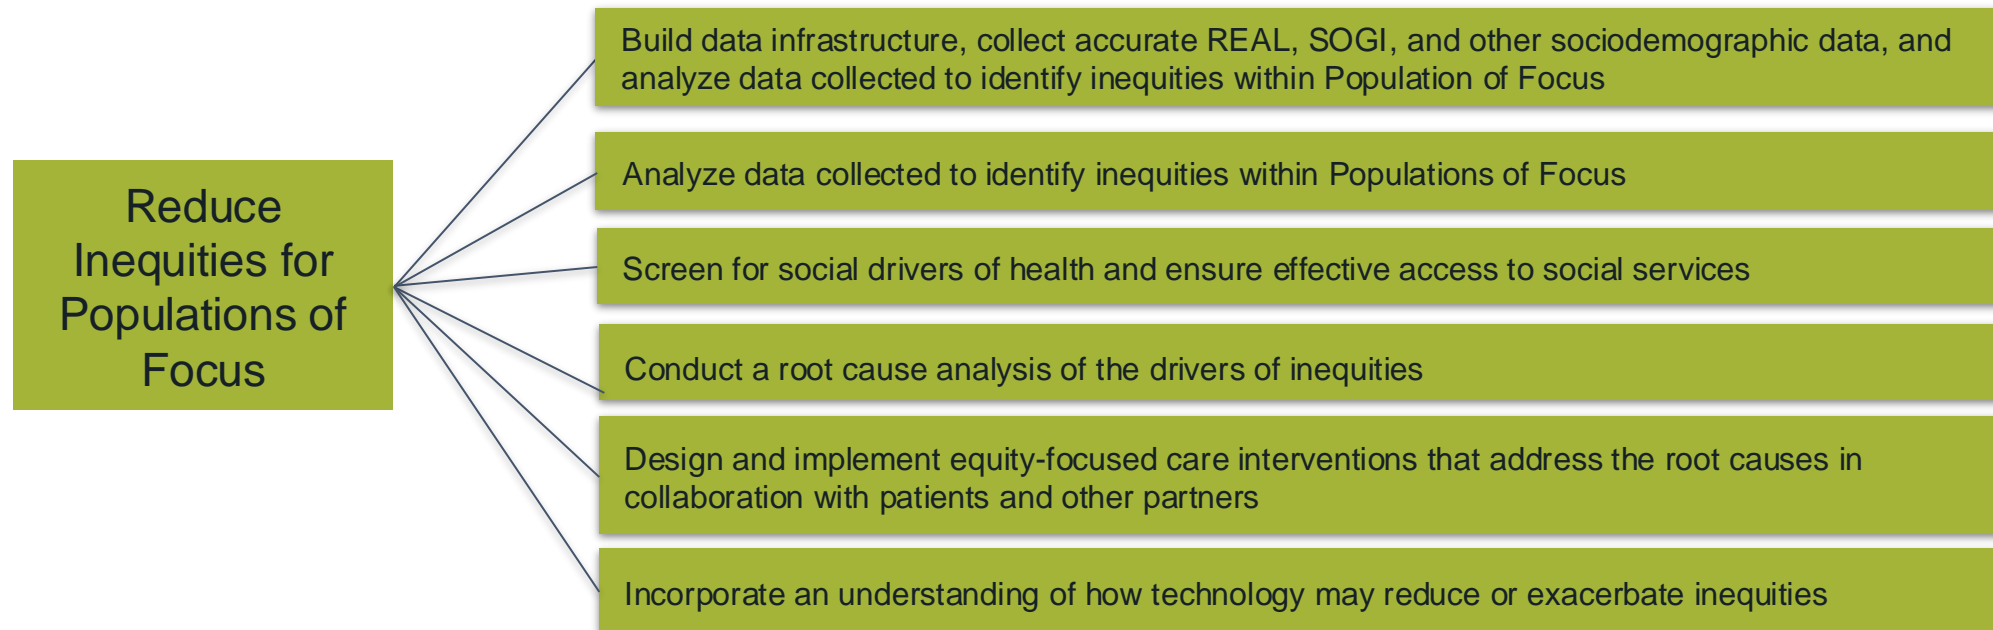 Reduce
Inequities for
Populations of
Focus
Build data infrastructure, collect accurate REAL, SOGI, and other sociodemographic data, and
analyze data collected to identify inequities within Population of Focus
Analyze data collected to identify inequities within Populations of Focus
Screen for social drivers of health and ensure effective access to social services
Conduct a root cause analysis of the drivers of inequities
Design and implement equity-focused care interventions that address the root causes in
collaboration with patients and other partners
Incorporate an understanding of how technology may reduce or exacerbate inequities